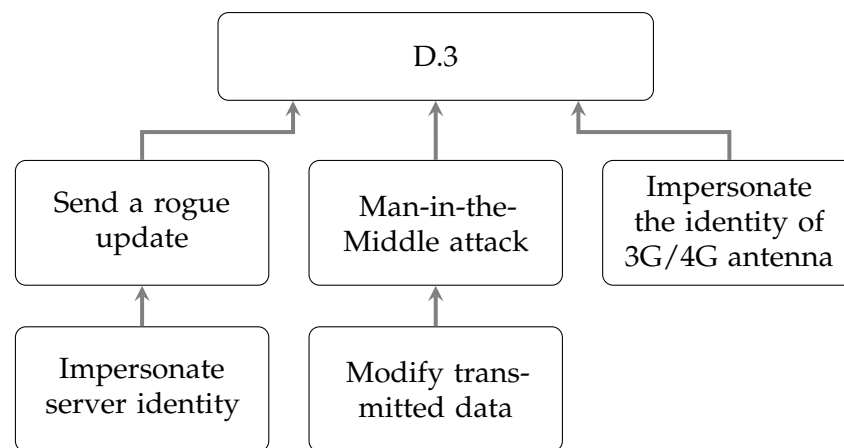 D.3
Send a rogue
update
Man-in-the-
Middle attack
Impersonate
the identity of
3G/4G antenna
Impersonate
server identity
Modify trans-
mitted data